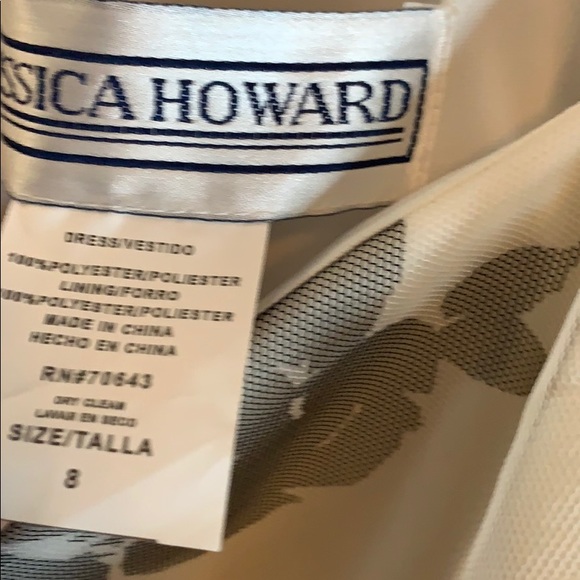 SSICA HOWARD
DRESS/VESTIDO
100%POLYESTER/POLIESTER
LINING/FORRO
100%POLYESTER/POLIESTER
MADE IN CHINA
HECHO EN CHINA
RN#70643
DRY CLEAN
LAVAR EN SECO
SIZE/TALLA
8